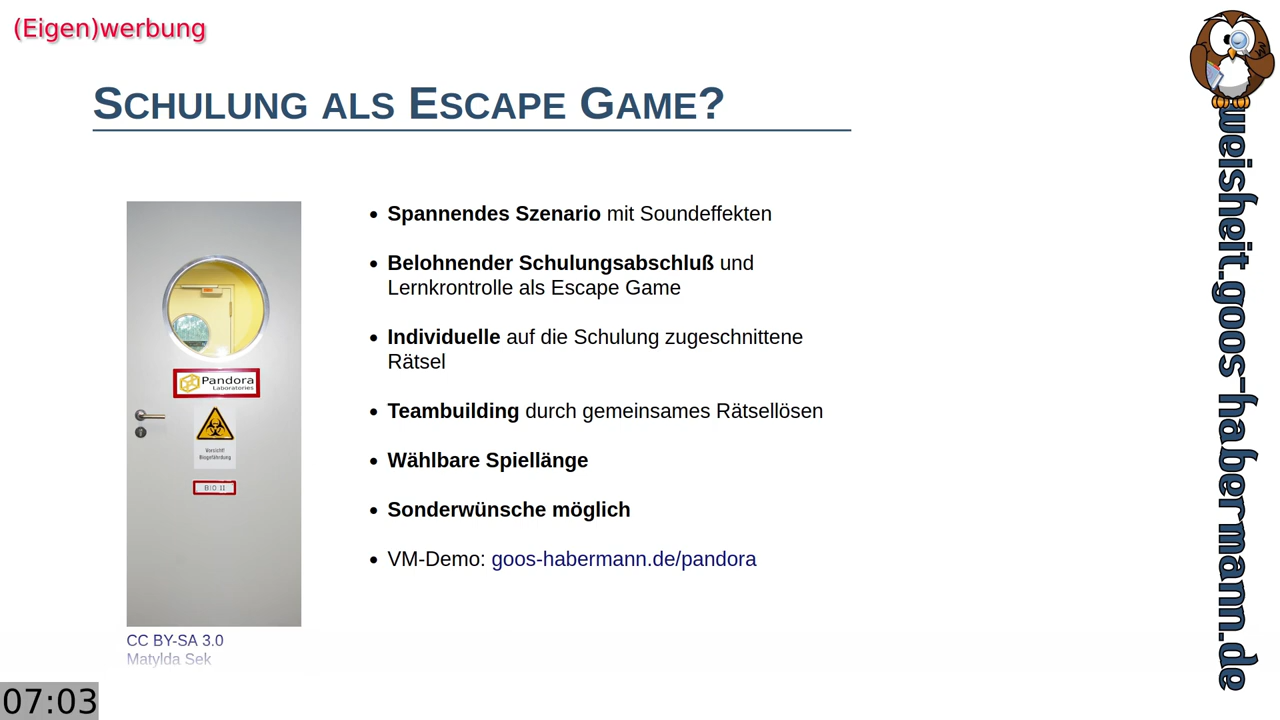 (Eigen)werbung
SCHULUNG ALS ESCAPE GAME?
• Spannendes Szenario mit Soundeffekten
• Belohnender Schulungsabschluß und
Lernkrontrolle als Escape Game
• Individuelle auf die Schulung zugeschnittene
Rätsel
• Teambuilding durch gemeinsames Rätsellösen
• Wählbare Spiellänge
• Sonderwünsche möglich
• VM-Demo: goos-habermann.de/pandora
Pandora
Laboratories
Vorsicht!
Biogefährdung
BIO II
CC BY-SA 3.0
Matylda Sek
07:03
weisheit.goos-habermann.de